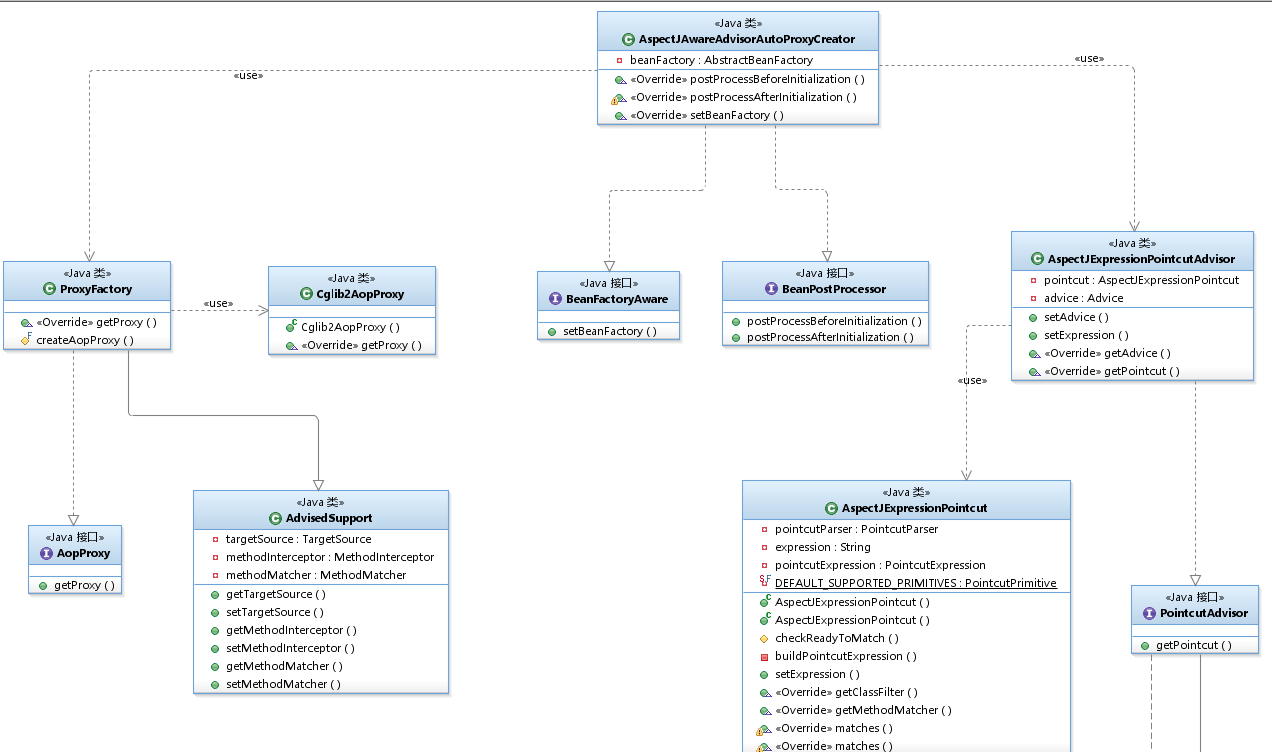 «Java 类»
AspectJAwareAdvisorAutoProxyCreator
beanFactory : AbstractBeanFactory
«Override» postProcessBeforeInitialization ( )
«Override» postProcessAfterInitialization ( )
«Override» setBeanFactory ( )
«use»
«use»
«Java 类»
ProxyFactory
«Override» getProxy ( )
createAopProxy ( )
«use»
«Java 类»
Cglib2AopProxy
Cglib2AopProxy ( )
«Override» getProxy ( )
«Java 接口»
BeanFactoryAware
setBeanFactory ( )
«Java 接口»
BeanPostProcessor
postProcessBeforeInitialization ( )
postProcessAfterInitialization ( )
«Java 类»
AspectJExpressionPointcutAdvisor
pointcut : AspectJExpressionPointcut
advice : Advice
setAdvice ( )
setExpression ( )
«Override» getAdvice ( )
«Override» getPointcut ( )
«use»
«Java 接口»
AopProxy
getProxy ( )
«Java 类»
AdvisedSupport
targetSource : TargetSource
methodInterceptor : MethodInterceptor
methodMatcher : MethodMatcher
getTargetSource ( )
setTargetSource ( )
getMethodInterceptor ( )
setMethodInterceptor ( )
getMethodMatcher ( )
setMethodMatcher ( )
«Java 类»
AspectJExpressionPointcut
pointcutParser : PointcutParser
expression : String
pointcutExpression : PointcutExpression
DEFAULT_SUPPORTED_PRIMITIVES : PointcutPrimitive
AspectJExpressionPointcut ( )
AspectJExpressionPointcut ( )
checkReadyToMatch ( )
buildPointcutExpression ( )
setExpression ( )
«Override» getClassFilter ( )
«Override» getMethodMatcher ( )
«Override» matches ( )
«Override» matches ( )
«Java 接口»
PointcutAdvisor
getPointcut ( )